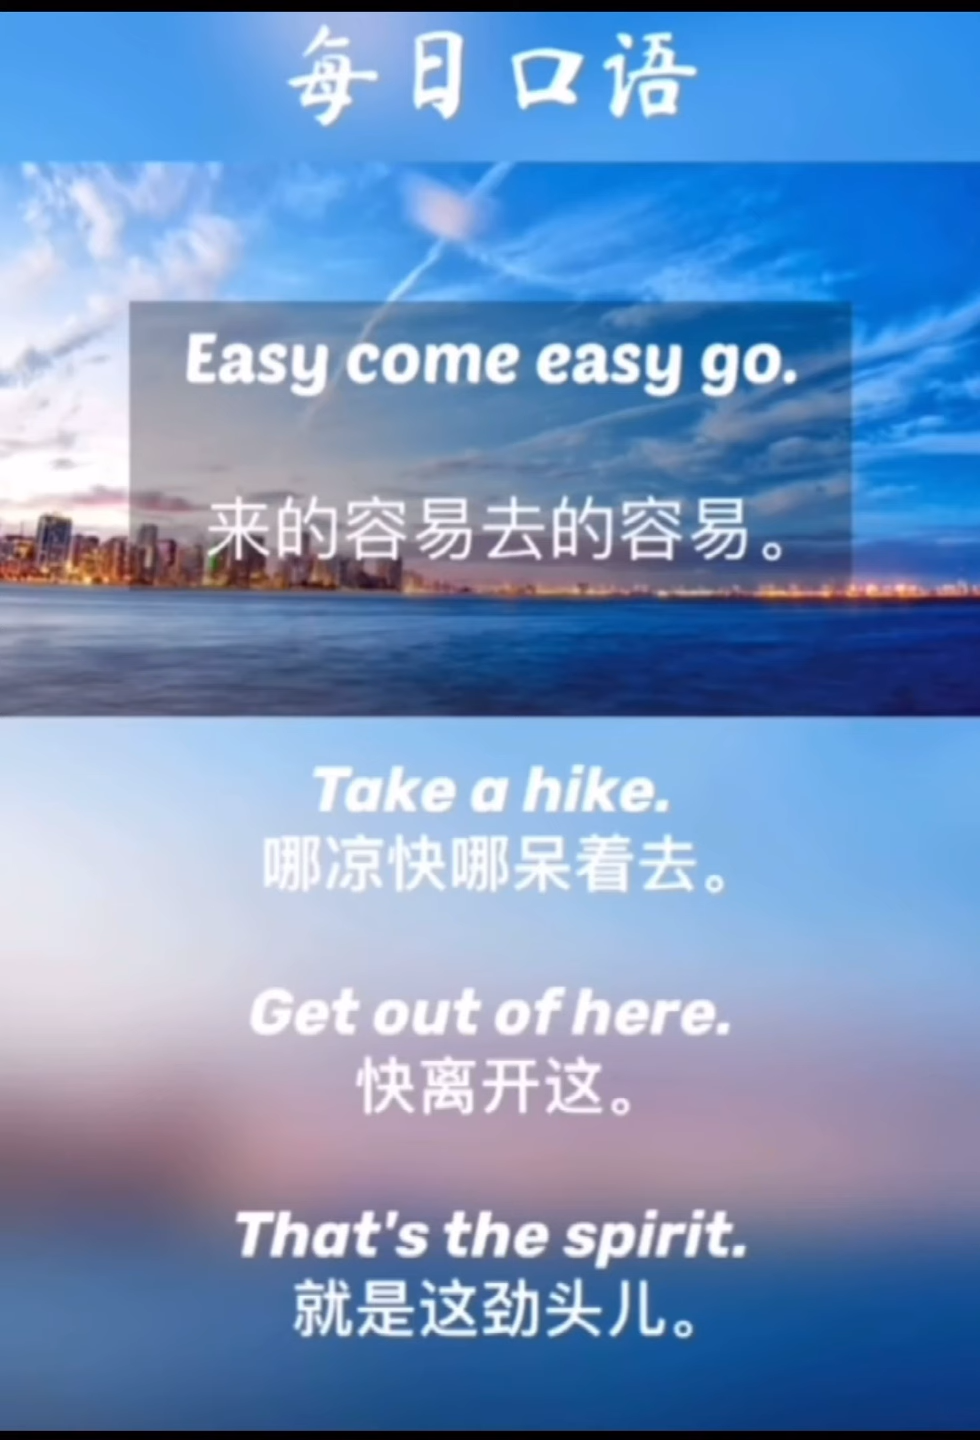 每日口语
Easy come easy go.
来的容易去的容易。
Take a hike.
哪凉快哪呆着去。
Get out of here.
快离开这。
That's the spirit.
就是这劲头儿。